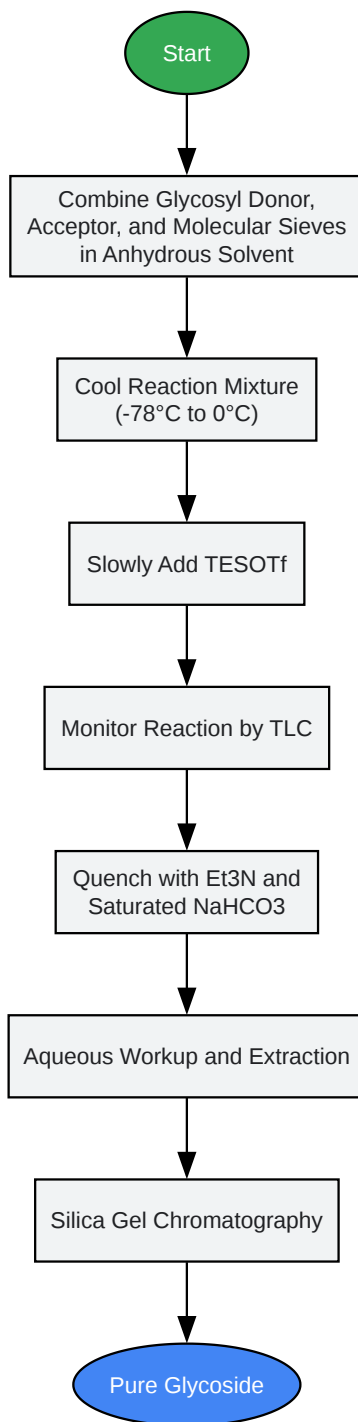 Start
Combine Glycosyl Donor,
Acceptor, and Molecular Sieves
in Anhydrous Solvent
Cool Reaction Mixture
(-78°C to 0°C)
Slowly Add TESOTf
Monitor Reaction by TLC
Quench with Et3N and
Saturated NaHCO3
Aqueous Workup and Extraction
Silica Gel Chromatography
Pure Glycoside